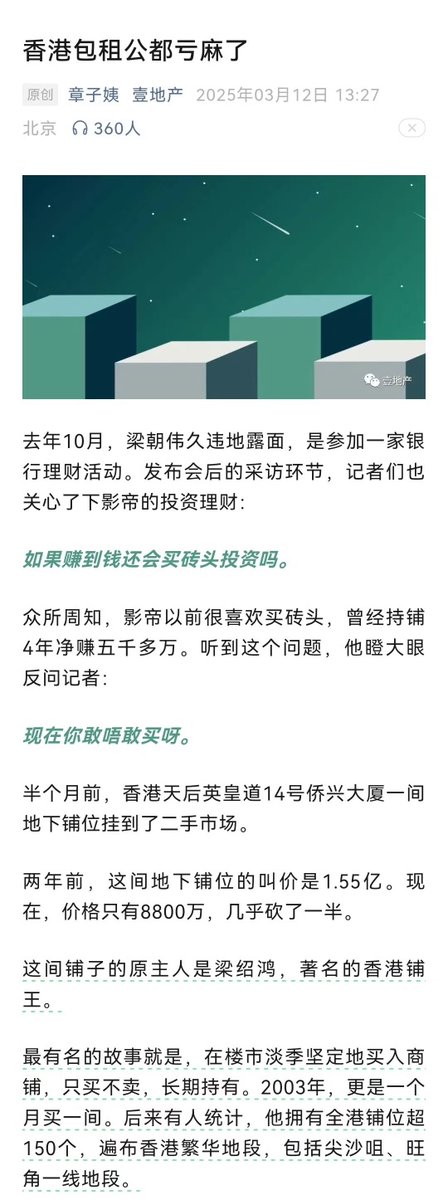 香港包租公都亏麻了
原创 章子姨 壹地产 2025年03月12日 13:27
北京 360人
壹地产
去年10月，梁朝伟久违地露面，是参加一家银
行理财活动。发布会后的采访环节，记者们也
关心了下影帝的投资理财：
如果赚到钱还会买砖头投资吗。
众所周知，影帝以前很喜欢买砖头，曾经持铺
4年净赚五千多万。听到这个问题，他瞪大眼
反问记者：
现在你敢唔敢买呀。
半个月前，香港天后英皇道14号侨兴大厦一间
地下铺位挂到了二手市场。
两年前，这间地下铺位的叫价是1.55亿。现
在，价格只有8800万，几乎砍了一半。
这间铺子的原主人是梁绍鸿，著名的香港铺
王。
最有名的故事就是，在楼市淡季坚定地买入商
铺，只买不卖，长期持有。2003年，更是一个
月买一间。后来有人统计，他拥有全港铺位超
150个，遍布香港繁华地段，包括尖沙咀、旺
角一线地段。